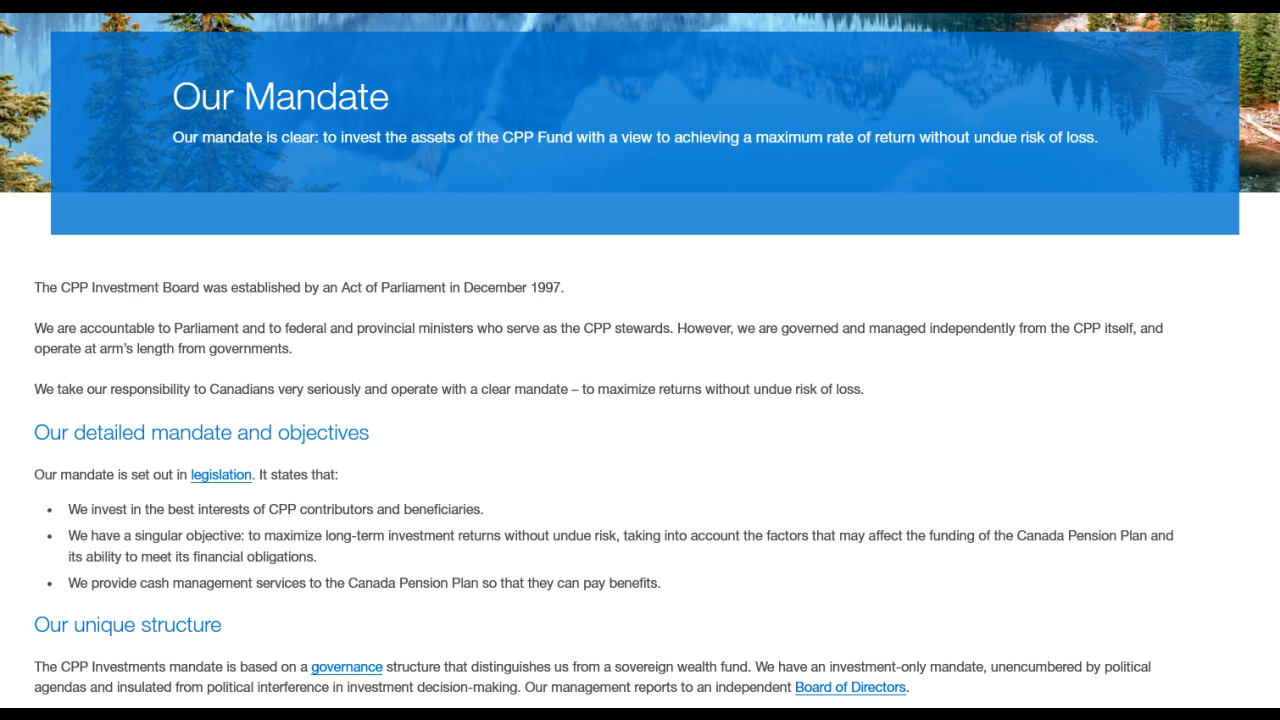 Our Mandate
Our mandate is clear: to invest the assets of the CPP Fund with a view to achieving a maximum rate of return without undue risk of loss.
The CPP Investment Board was established by an Act of Parliament in December 1997.
We are accountable to Parliament and to federal and provincial ministers who serve as the CPP stewards. However, we are governed and managed independently from the CPP itself, and
operate at arm’s length from governments.
We take our responsibility to Canadians very seriously and operate with a clear mandate – to maximize returns without undue risk of loss.
Our detailed mandate and objectives
Our mandate is set out in legislation. It states that:
• We invest in the best interests of CPP contributors and beneficiaries.
• We have a singular objective: to maximize long-term investment returns without undue risk, taking into account the factors that may affect the funding of the Canada Pension Plan and
its ability to meet its financial obligations.
• We provide cash management services to the Canada Pension Plan so that they can pay benefits.
Our unique structure
The CPP Investments mandate is based on a governance structure that distinguishes us from a sovereign wealth fund. We have an investment-only mandate, unencumbered by political
agendas and insulated from political interference in investment decision-making. Our management reports to an independent Board of Directors.